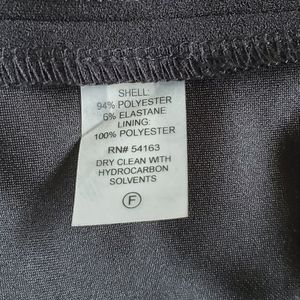 SHELL:
94% POLYESTER
6% ELASTANE
LINING:
100% POLYESTER
RN# 54163
DRY CLEAN WITH
HYDROCARBON
SOLVENTS
F